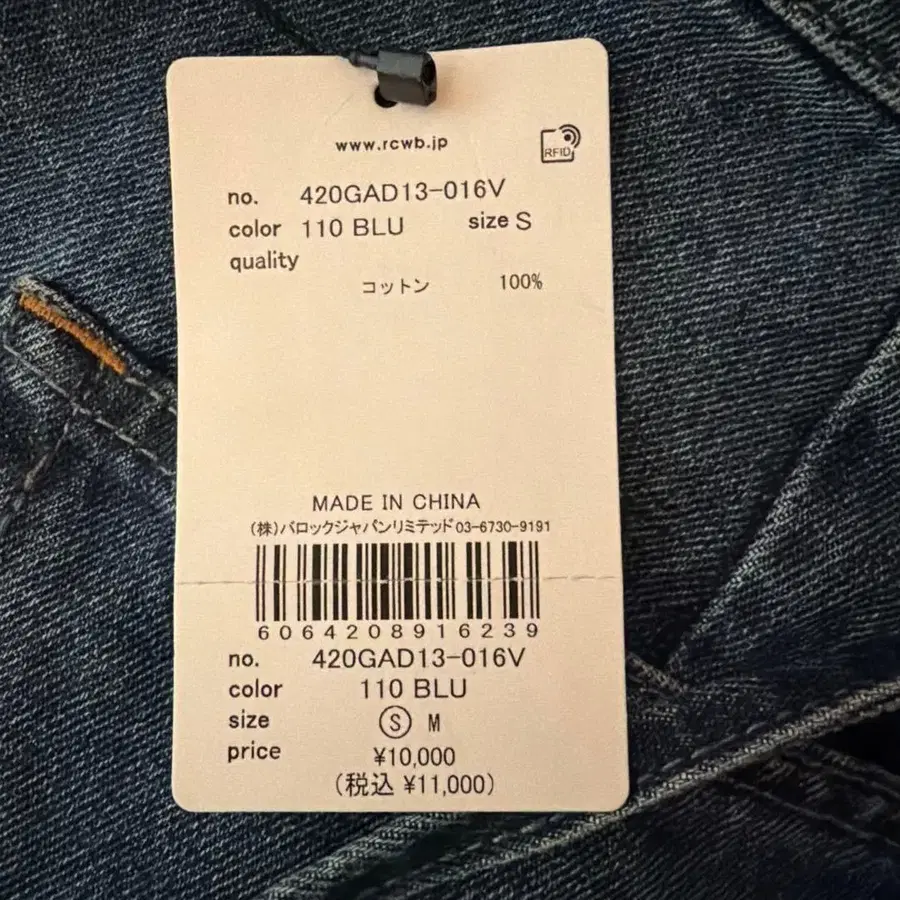 www.rcwb.jp
RFID
no. 420GAD13-016V
color 110 BLU size S
quality
コットン 100%
MADE IN CHINA
(株)バロックジャパンリミテッド 03-6730-9191
6064208916239
no. 420GAD13-016V
color 110 BLU
size Ⓢ M
price ¥10,000
(税込 ¥11,000)